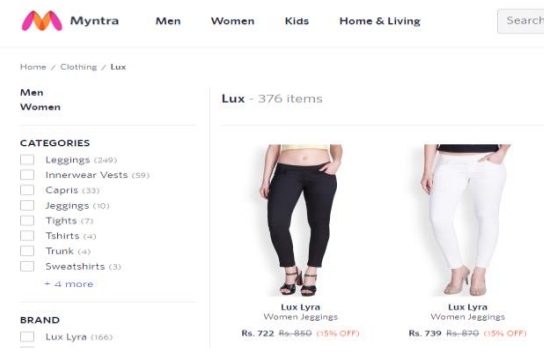 Myntra
Men Women Kids Home & Living Search
Home / Clothing / Lux
Men
Women
Lux - 376 items
CATEGORIES
Leggings (249)
Innerwear Vests (59)
Capris (33)
Jeggings (10)
Tights (7)
Tshirts (4)
Trunk (4)
Sweatshirts (3)
+ 4 more
BRAND
Lux Lyra (166)
Lux Lyra
Women Jeggings
Rs. 722 Rs. 850 (15% OFF)
Lux Lyra
Women Jeggings
Rs. 739 Rs. 870 (15% OFF)